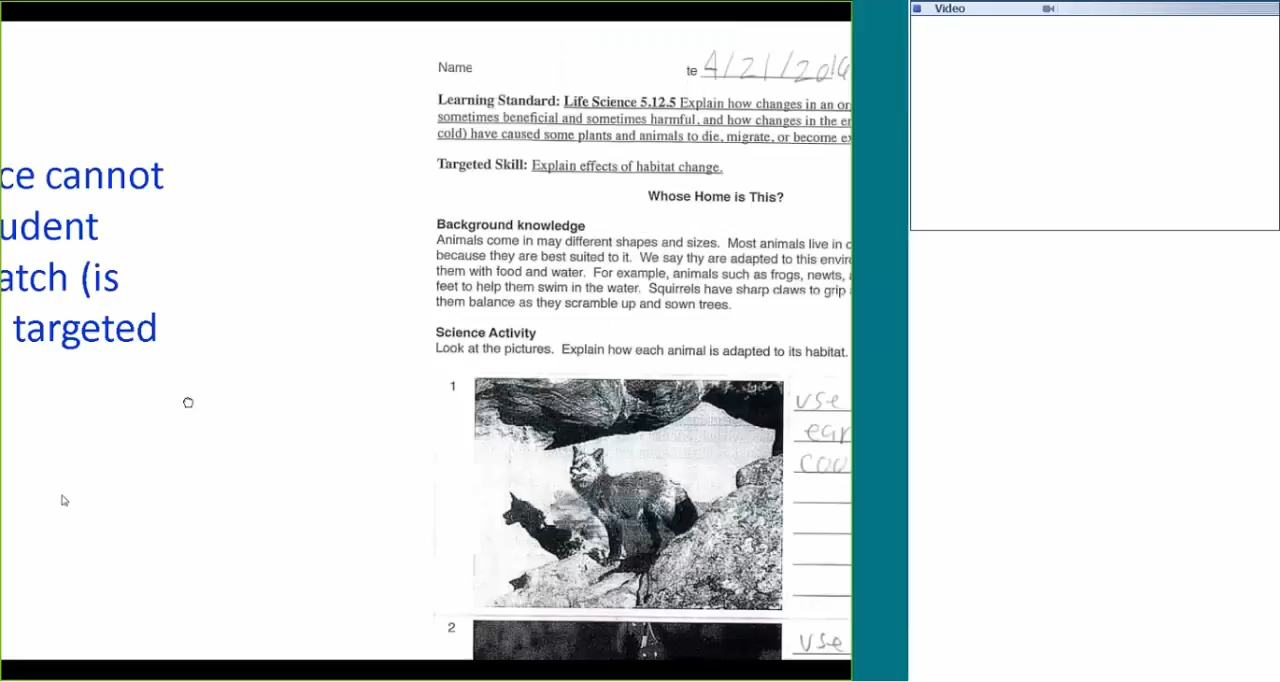 Video
ce cannot
udent
atch (is
targeted
Name
te 4/21/2016
Learning Standard: Life Science 5.12.5 Explain how changes in an or
sometimes beneficial and sometimes harmful, and how changes in the er
cold) have caused some plants and animals to die, migrate, or become ex
Targeted Skill: Explain effects of habitat change.
Whose Home is This?
Background knowledge
Animals come in may different shapes and sizes. Most animals live in c
because they are best suited to it. We say thy are adapted to this envir
them with food and water. For example, animals such as frogs, newts,
feet to help them swim in the water. Squirrels have sharp claws to grip
them balance as they scramble up and sown trees.
Science Activity
Look at the pictures. Explain how each animal is adapted to its habitat.
1
use
ear
coo
2
use